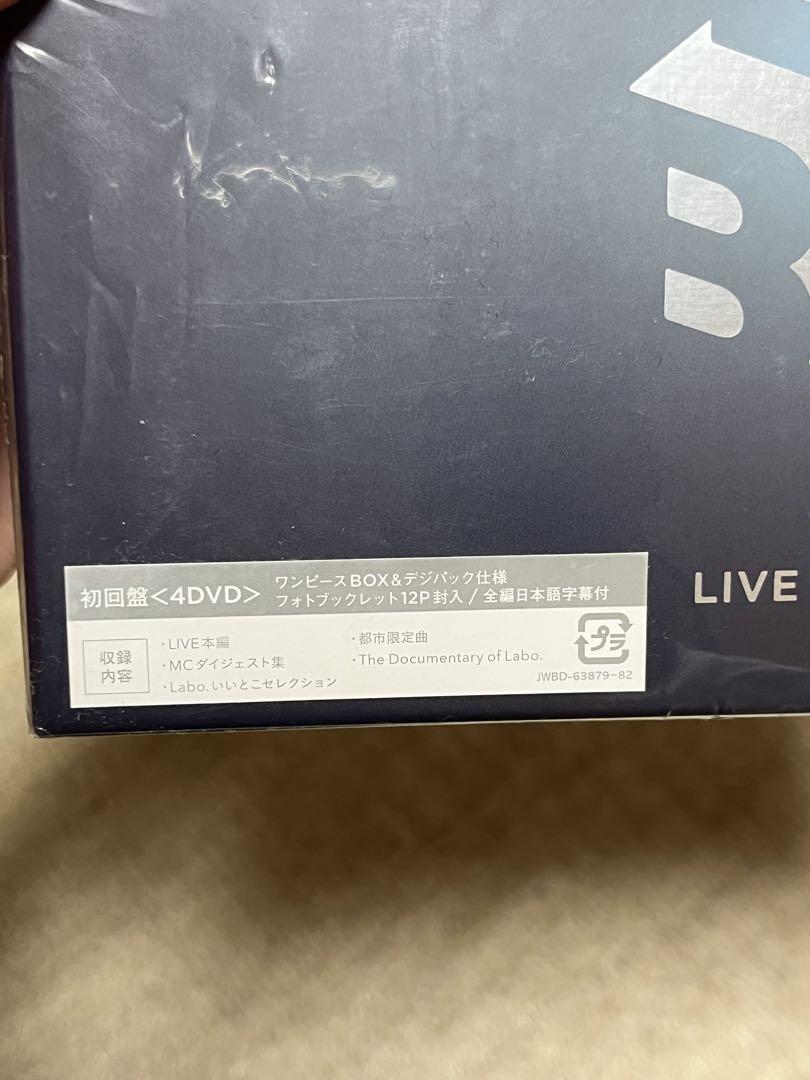 B
LIVE
初回盤<4DVD>
ワンピースBOX&デジパック仕様
フォトブックレット12P封入 / 全編日本語字幕付
収録
内容
・LIVE本編
・MCダイジェスト集
・Labo.いいとこセレクション
・都市限定曲
・The Documentary of Labo.
プラ
JWBD-63879~82